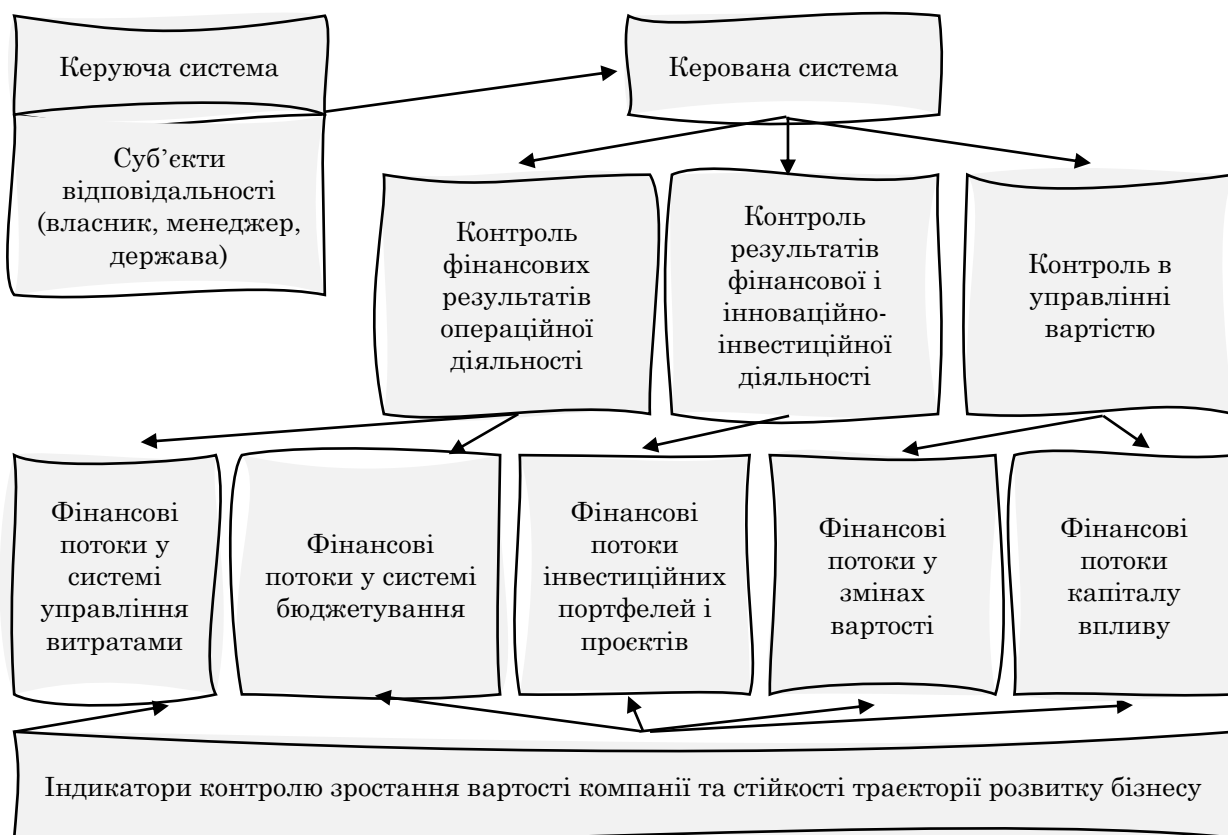 Керуюча система
Керована система
Суб’єкти
відповідальності
(власник, менеджер,
держава)
Контроль
фінансових
результатів
операційної
діяльності
Контроль
результатів
фінансової і
інноваційно-
інвестиційної
діяльності
Контроль в
управлінні
вартістю
Фінансові
потоки у
системі
управління
витратами
Фінансові
потоки у системі
бюджетування
Фінансові
потоки
інвестиційних
портфелей і
проєктів
Фінансові
потоки у
змінах
вартості
Фінансові
потоки
капіталу
впливу
Індикатори контролю зростання вартості компанії та стійкості траєкторії розвитку бізнесу